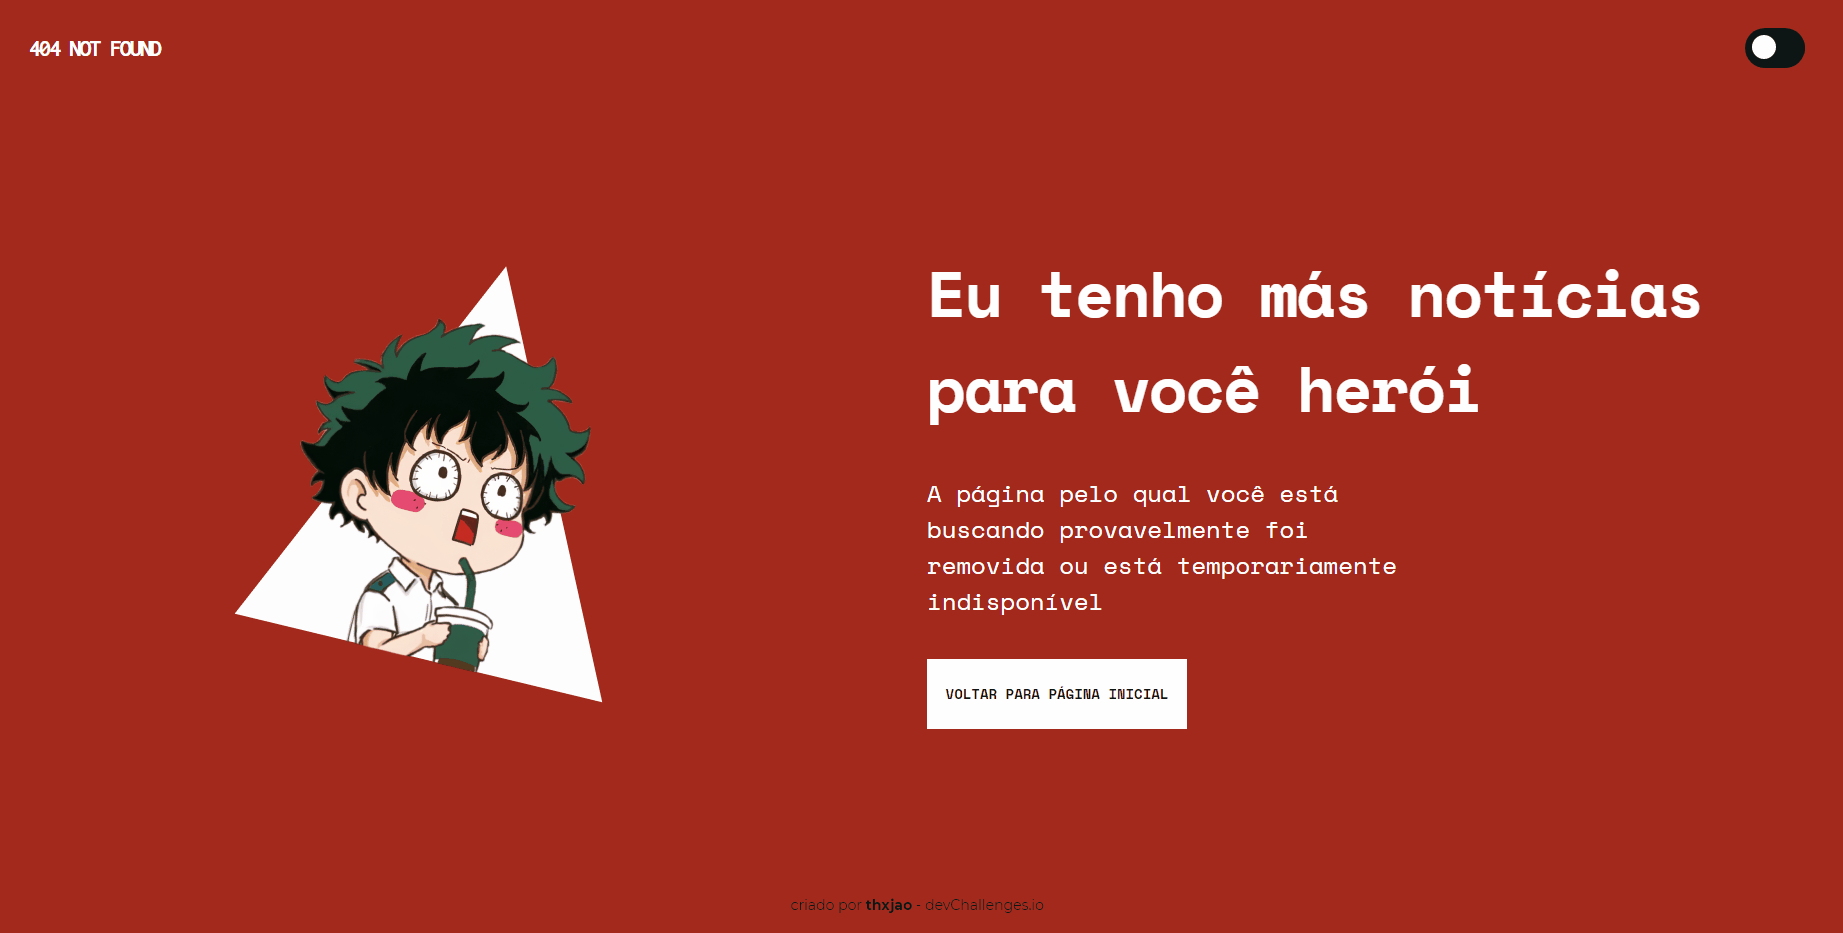 404 NOT FOUND
Eu tenho más notícias
para você herói
A página pelo qual você está
buscando provavelmente foi
removida ou está temporariamente
indisponível
VOLTAR PARA PÁGINA INICIAL
criado por thxjao - devChallenges.io